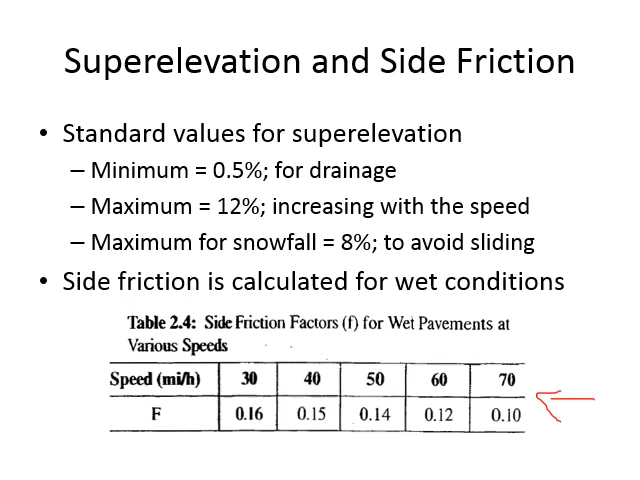 Superelevation and Side Friction
• Standard values for superelevation
– Minimum = 0.5%; for drainage
– Maximum = 12%; increasing with the speed
– Maximum for snowfall = 8%; to avoid sliding
• Side friction is calculated for wet conditions
Table 2.4: Side Friction Factors (f) for Wet Pavements at
Various Speeds
Speed (mi/h) 30 40 50 60 70
F 0.16 0.15 0.14 0.12 0.10